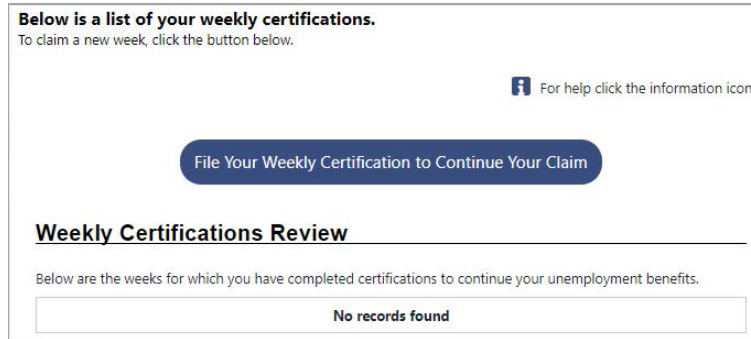 Below is a list of your weekly certifications.
To claim a new week, click the button below.
For help click the information icon
File Your Weekly Certification to Continue Your Claim
Weekly Certifications Review
Below are the weeks for which you have completed certifications to continue your unemployment benefits.
No records found